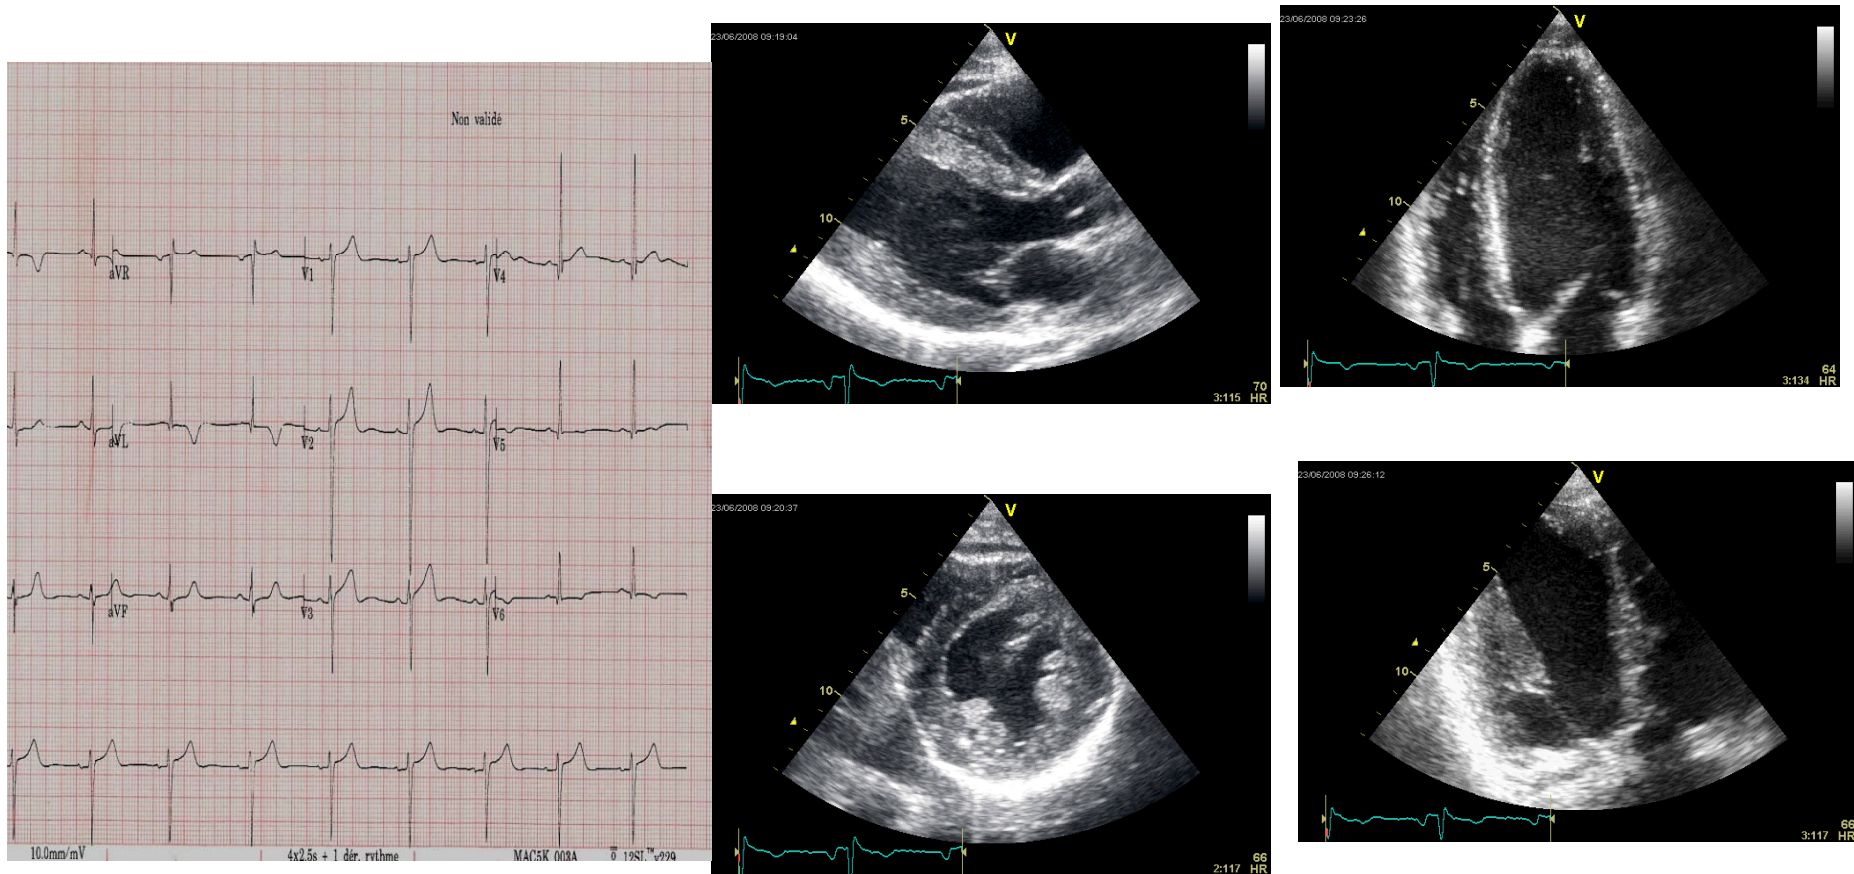 Non validé
aVR
V1
V4
aVL
V2
V5
aVF
V3
V6
10.0mm/mV
4x2.5s + 1 dér. rythme
MAC5K 003A
12SL™v229
23/06/2008 09:19:04
V
5
10
70
3:115 HR
23/06/2008 09:23:26
V
5
10
64
3:134 HR
23/06/2008 09:20:37
V
5
10
66
2:117 HR
23/06/2008 09:26:12
V
5
10
66
3:117 HR